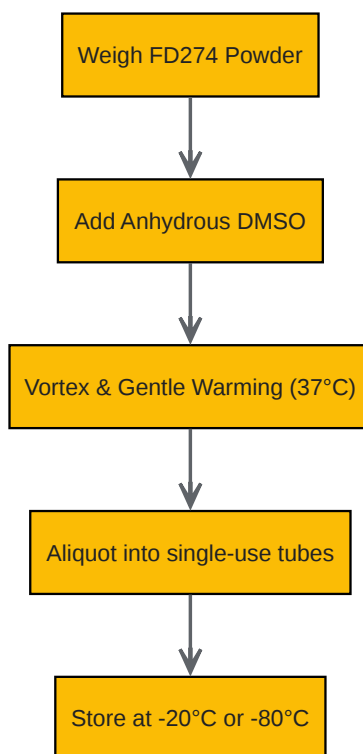 Weigh FD274 Powder
Add Anhydrous DMSO
Vortex & Gentle Warming (37°C)
Aliquot into single-use tubes
Store at -20°C or -80°C